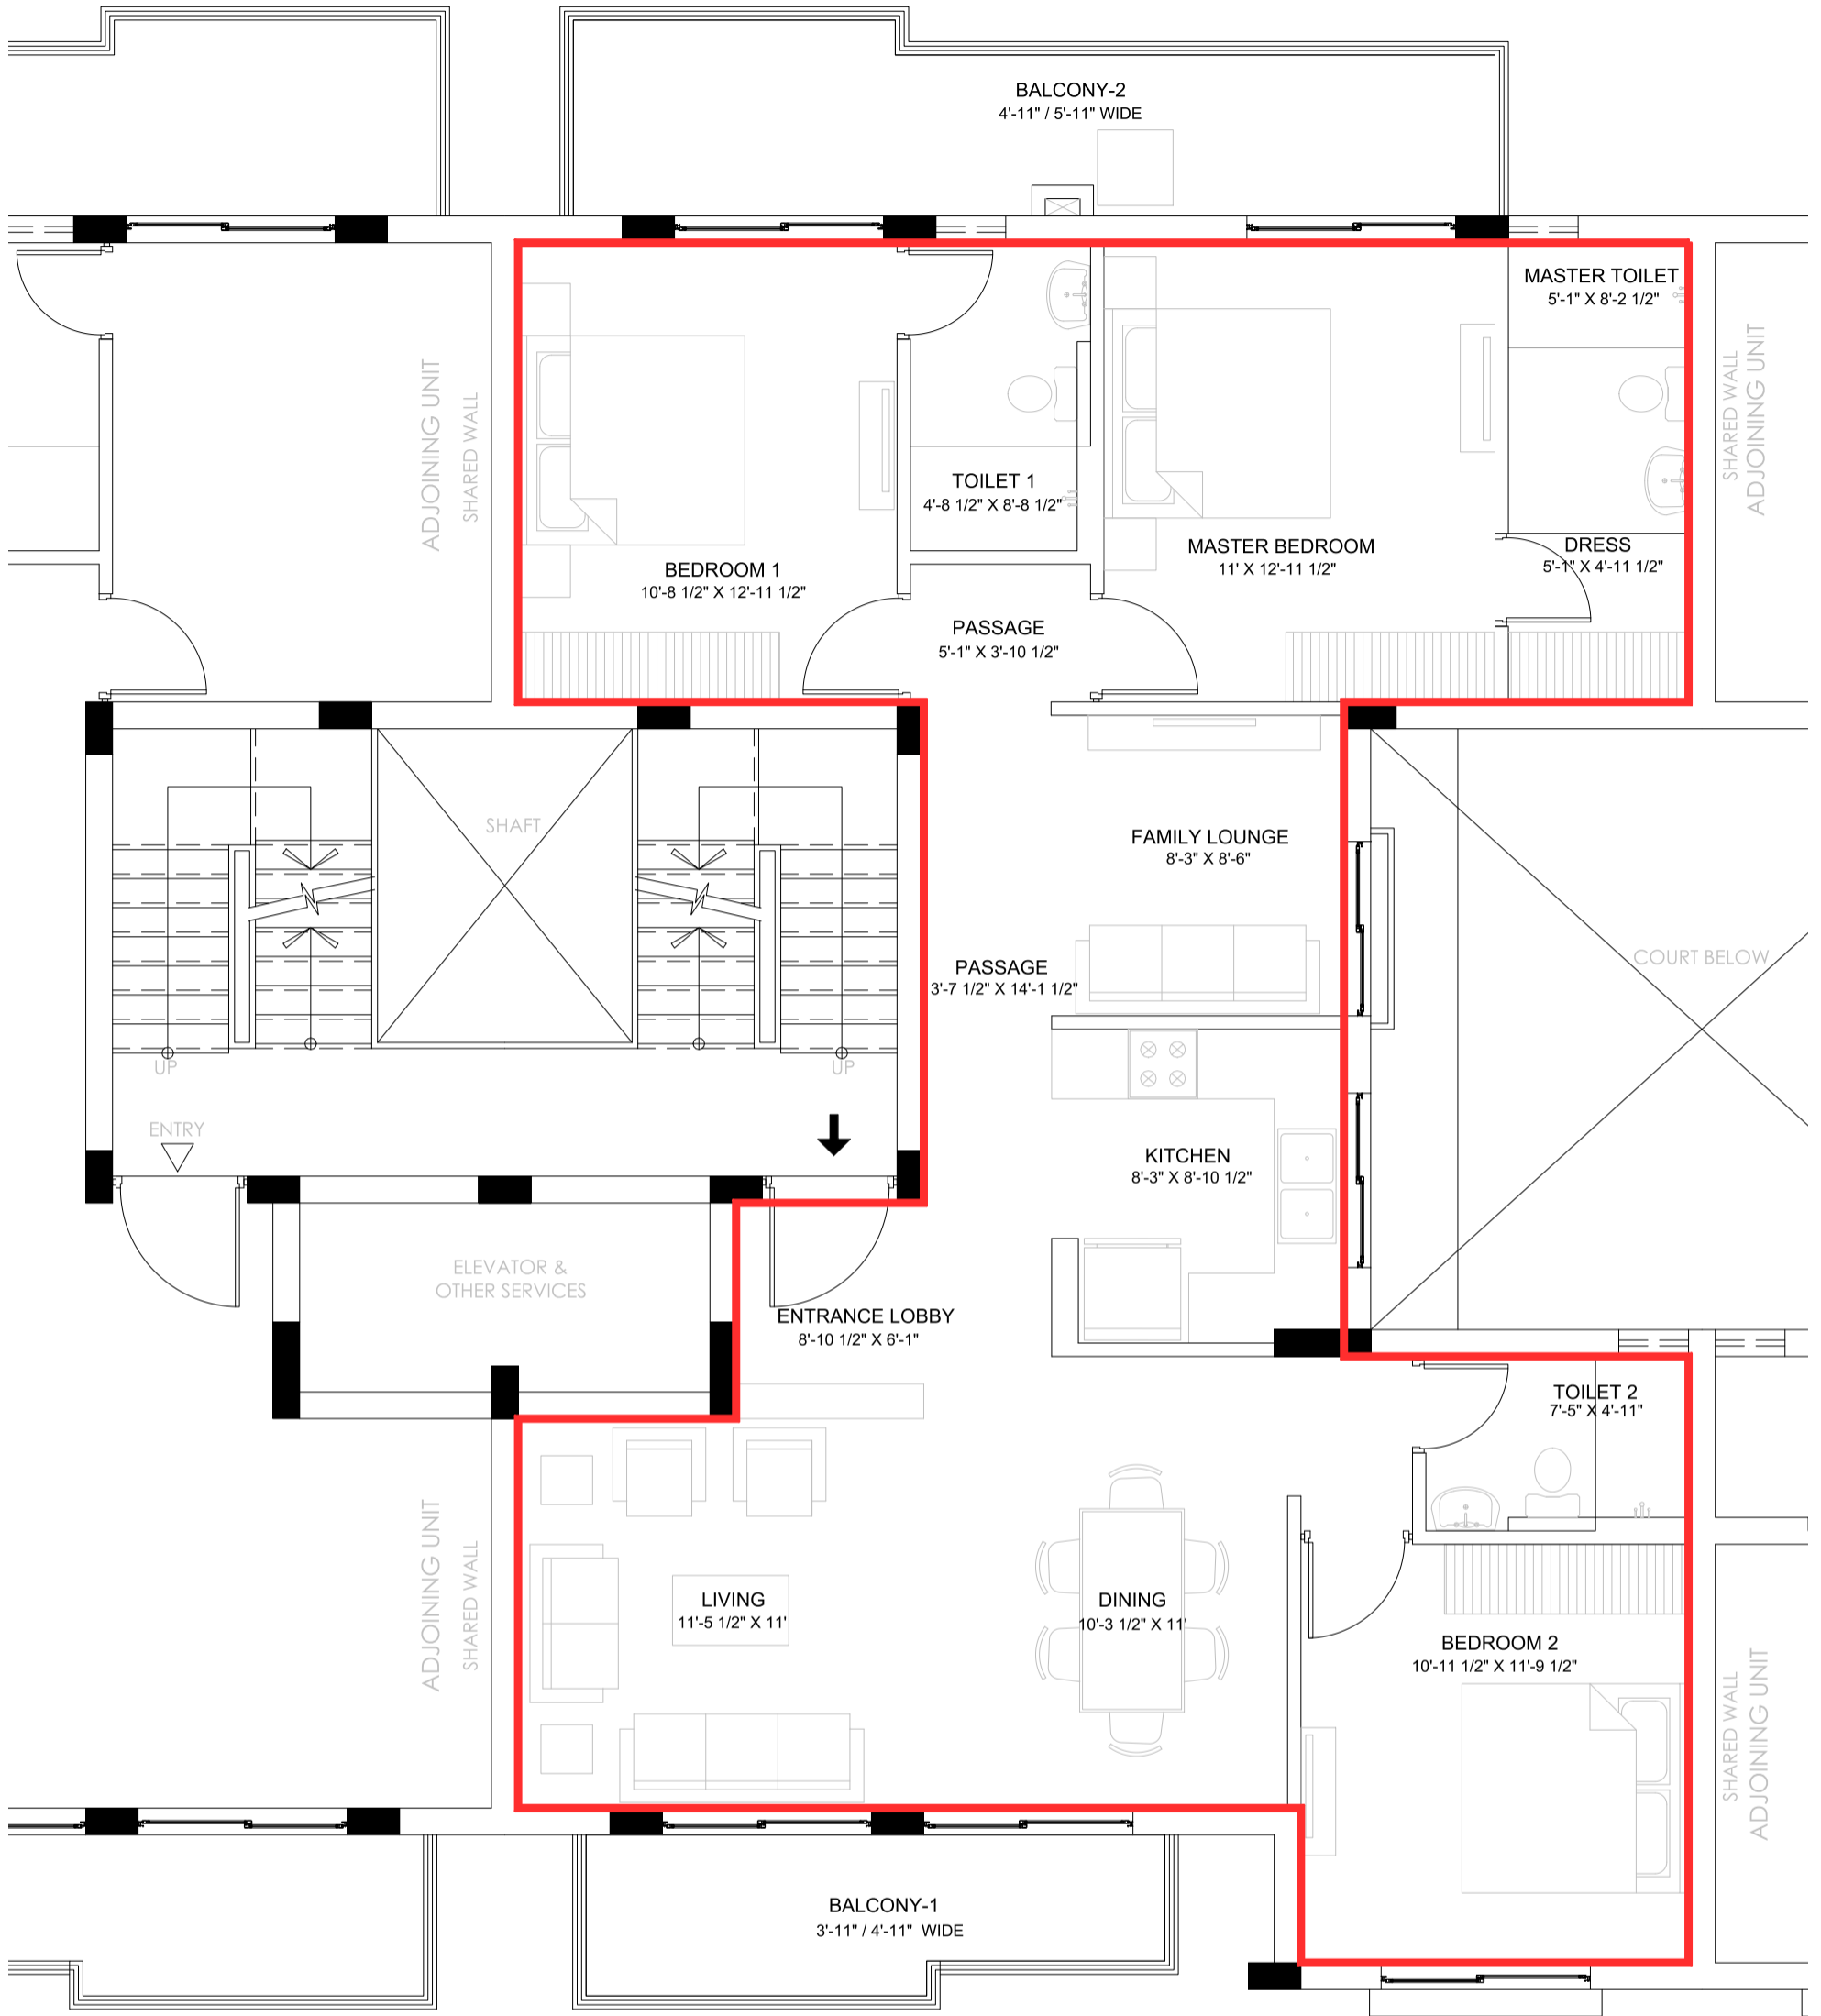 BALCONY-2
4'-11" / 5'-11" WIDE
MASTER TOILET
5'-1" X 8'-2 1/2"
ADJOINING UNIT
SHARED WALL
SHARED WALL
ADJOINING UNIT
TOILET 1
4'-8 1/2" X 8'-8 1/2"
BEDROOM 1
10'-8 1/2" X 12'-11 1/2"
MASTER BEDROOM
11' X 12'-11 1/2"
DRESS
5'-1" X 4'-11 1/2"
PASSAGE
5'-1" X 3'-10 1/2"
SHAFT
FAMILY LOUNGE
8'-3" X 8'-6"
COURT BELOW
PASSAGE
3'-7 1/2" X 14'-1 1/2"
UP
UP
ENTRY
KITCHEN
8'-3" X 8'-10 1/2"
ELEVATOR &
OTHER SERVICES
ENTRANCE LOBBY
8'-10 1/2" X 6'-1"
TOILET 2
7'-5" X 4'-11"
ADJOINING UNIT
SHARED WALL
LIVING
11'-5 1/2" X 11'
DINING
10'-3 1/2" X 11'
BEDROOM 2
10'-11 1/2" X 11'-9 1/2"
SHARED WALL
ADJOINING UNIT
BALCONY-1
3'-11" / 4'-11" WIDE